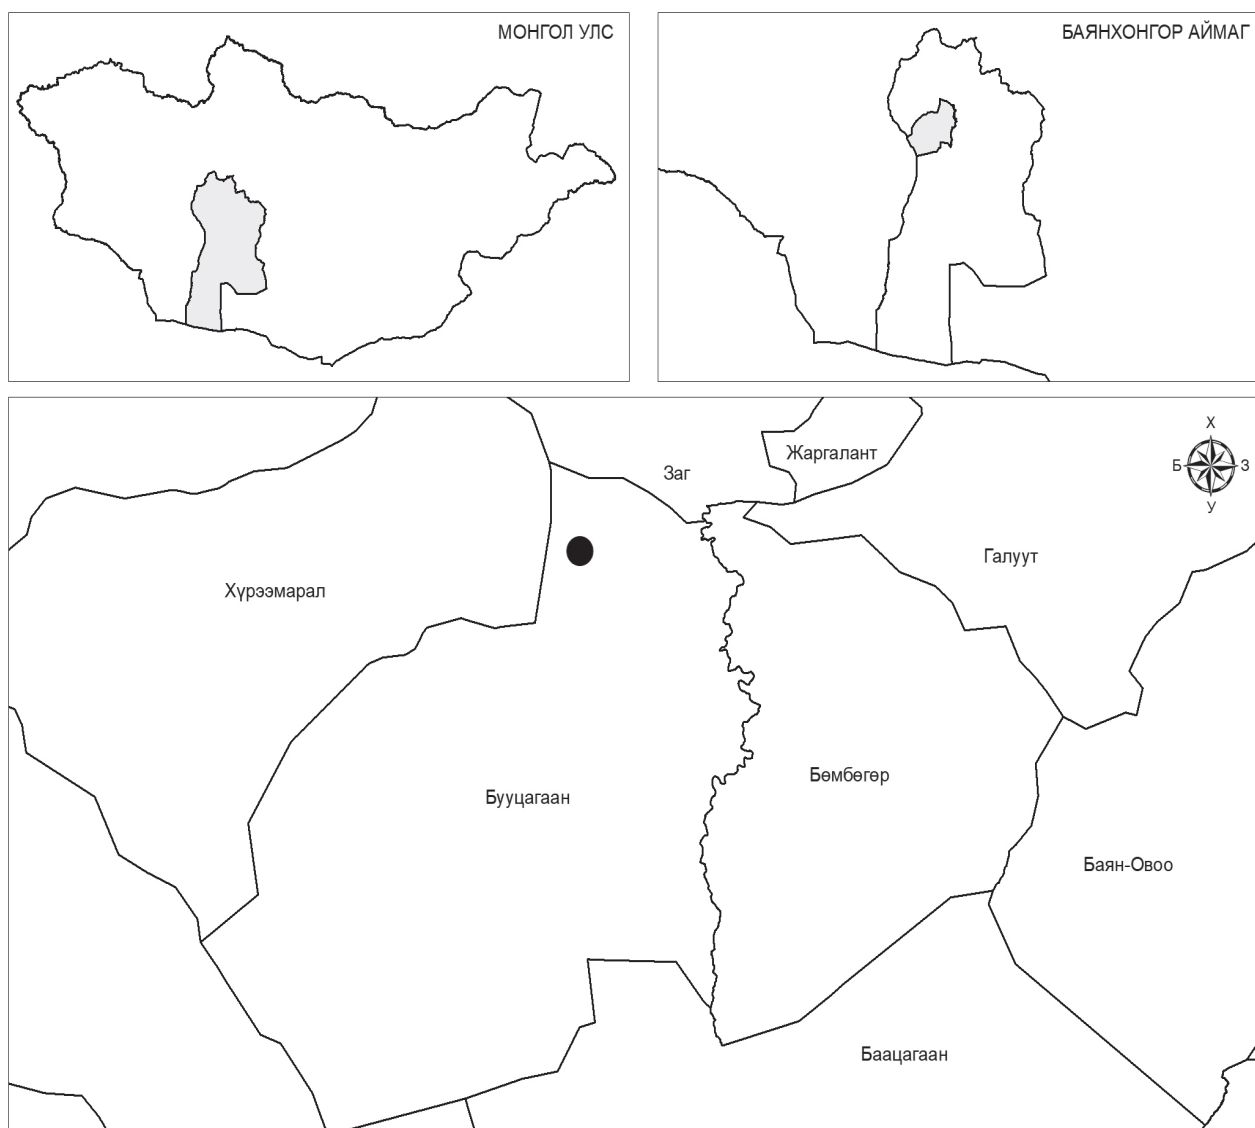 МОНГОЛ УЛС
БАЯНХОНГОР АЙМАГ
Х
Б
З
У
Жаргалант
Заг
Галуут
Хүрээмарал
Бөмбөгөр
Бууцагаан
Баян-Овоо
Баацагаан